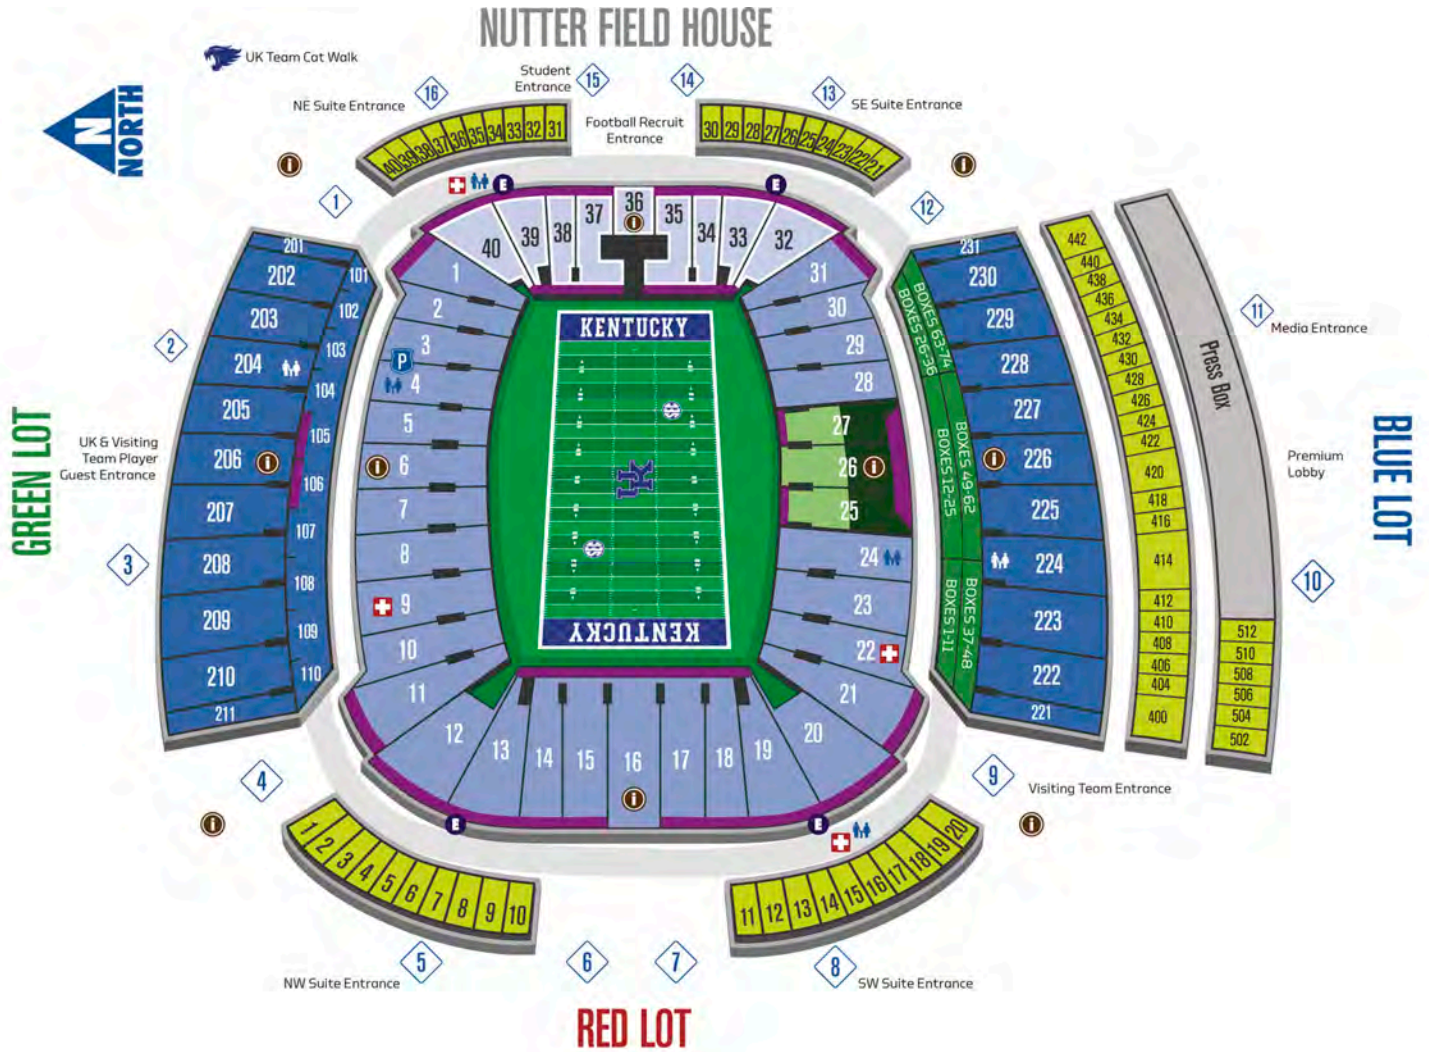 NUTTER FIELD HOUSE
UK Team Cat Walk
N
NORTH
Student
Entrance
15
14
16
13
NE Suite Entrance
SE Suite Entrance
Football Recruit
Entrance
40 39 38 37 36 35 34 33 32 31
30 29 28 27 26 25 24 23 22 21
i
i
E
E
1
12
40 39 38 37 36 35 34 33 32
i
201
202
203
204
205
206
207
208
209
210
211
101
102
103
104
105
106
107
108
109
110
i
2
3
GREEN LOT
UK & Visiting
Team Player
Guest Entrance
1
2
3
P
4
5
6
i
7
8
9
10
11
12
13
14
15
16
i
17
18
19
20
21
22
23
24
25
26
i
27
28
29
30
31
KENTUCKY
UK
KENTUCKY
BOXES 63-74
BOXES 26-36
BOXES 49-62
BOXES 12-25
BOXES 37-48
BOXES 1-11
231
230
229
228
227
226
i
225
224
223
222
221
442
440
438
436
434
432
430
428
426
424
422
420
418
416
414
412
410
408
406
404
400
Press Box
512
510
508
506
504
502
11
Media Entrance
Premium
Lobby
10
BLUE LOT
4
9
Visiting Team Entrance
i
E
E
i
1 2 3 4 5 6 7 8 9 10
11 12 13 14 15 16 17 18 19 20
5
6
7
8
NW Suite Entrance
SW Suite Entrance
RED LOT